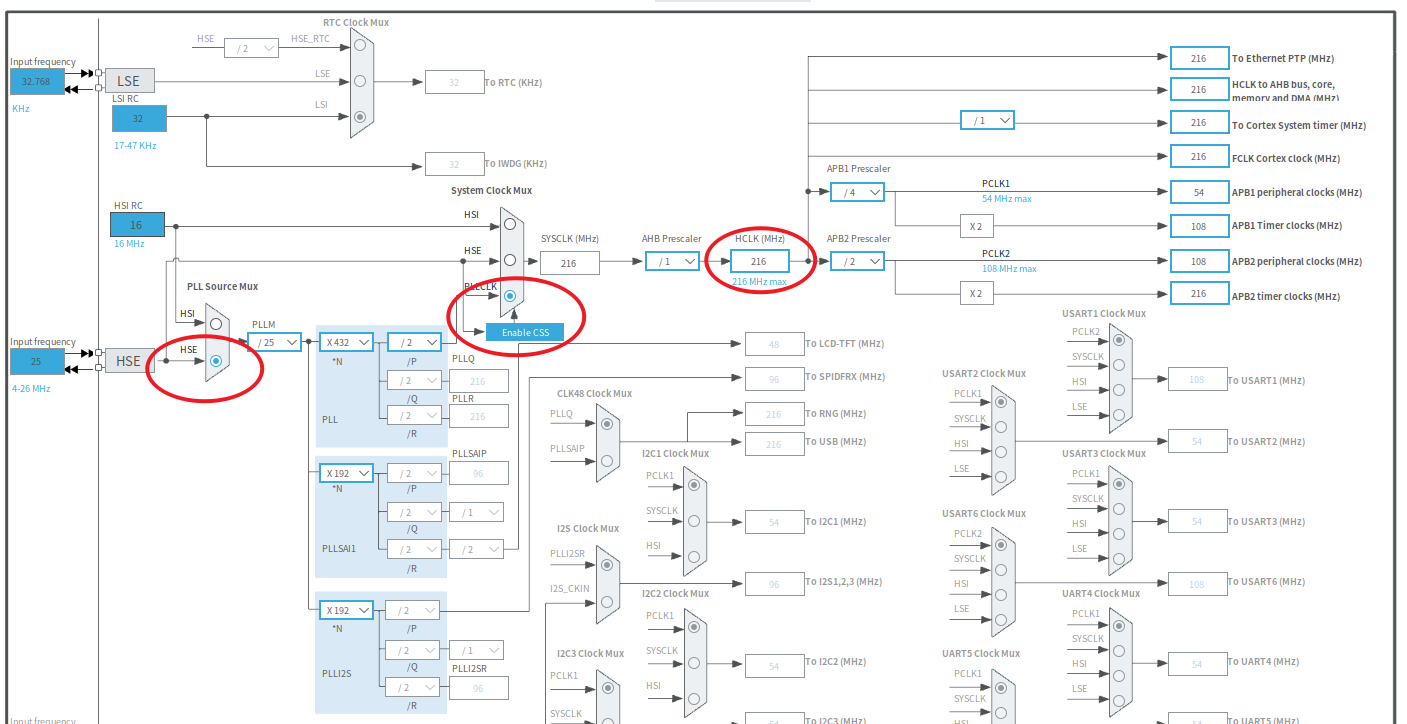 RTC Clock Mux
HSE
/ 2
HSE_RTC
Input frequency
32.768
KHz
LSE
LSE
32
To RTC (KHz)
LSI RC
32
17-47 KHz
LSI
32
To IWDG (KHz)
216
To Ethernet PTP (MHz)
216
HCLK to AHB bus, core,
memory and DMA (MHz)
/ 1
216
To Cortex System timer (MHz)
216
FCLK Cortex clock (MHz)
System Clock Mux
HSI RC
16
16 MHz
HSI
HSE
PLLCLK
Enable CSS
SYSCLK (MHz)
216
AHB Prescaler
/ 1
HCLK (MHz)
216
216 MHz max
APB1 Prescaler
/ 4
PCLK1
54 MHz max
54
APB1 peripheral clocks (MHz)
X 2
108
APB1 Timer clocks (MHz)
APB2 Prescaler
/ 2
PCLK2
108 MHz max
108
APB2 peripheral clocks (MHz)
X 2
216
APB2 timer clocks (MHz)
PLL Source Mux
HSI
HSE
Input frequency
25
4-26 MHz
HSE
PLLM
/ 25
X 432
*N
/ 2
/P
PLLQ
/ 2
216
/Q
PLLR
/ 2
216
/R
PLL
PLLSAIP
X 192
*N
/ 2
96
/P
/ 2
/ 1
/Q
/ 2
/ 2
/R
PLLSAI1
X 192
*N
/ 2
/P
/ 2
/ 1
/Q
PLLI2SR
/ 2
96
/R
PLLI2S
48
To LCD-TFT (MHz)
96
To SPIDFRX (MHz)
CLK48 Clock Mux
PLLQ
PLLSAIP
216
To RNG (MHz)
216
To USB (MHz)
I2C1 Clock Mux
PCLK1
SYSCLK
HSI
54
To I2C1 (MHz)
I2S Clock Mux
PLLI2SR
I2S_CKIN
96
To I2S1,2,3 (MHz)
I2C2 Clock Mux
PCLK1
SYSCLK
HSI
54
To I2C2 (MHz)
I2C3 Clock Mux
PCLK1
SYSCLK
54
To I2C3 (MHz)
USART1 Clock Mux
PCLK2
SYSCLK
HSI
LSE
108
To USART1 (MHz)
USART2 Clock Mux
PCLK1
SYSCLK
HSI
LSE
54
To USART2 (MHz)
USART3 Clock Mux
PCLK1
SYSCLK
HSI
LSE
54
To USART3 (MHz)
USART6 Clock Mux
PCLK2
SYSCLK
HSI
LSE
108
To USART6 (MHz)
UART4 Clock Mux
PCLK1
SYSCLK
HSI
LSE
54
To UART4 (MHz)
UART5 Clock Mux
PCLK1
SYSCLK
HSI
54
To UART5 (MHz)
Input frequency